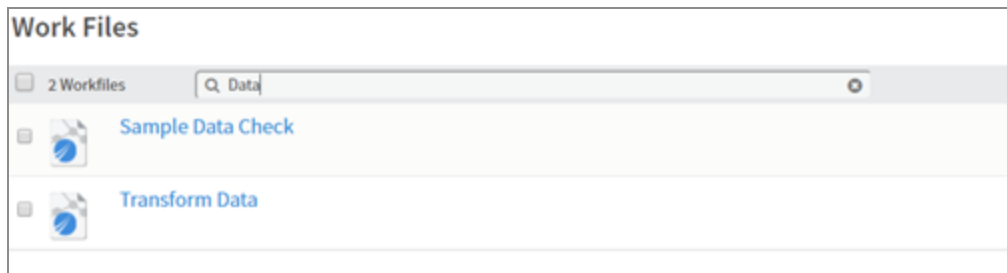 Work Files
2 Workfiles Data
Sample Data Check
Transform Data